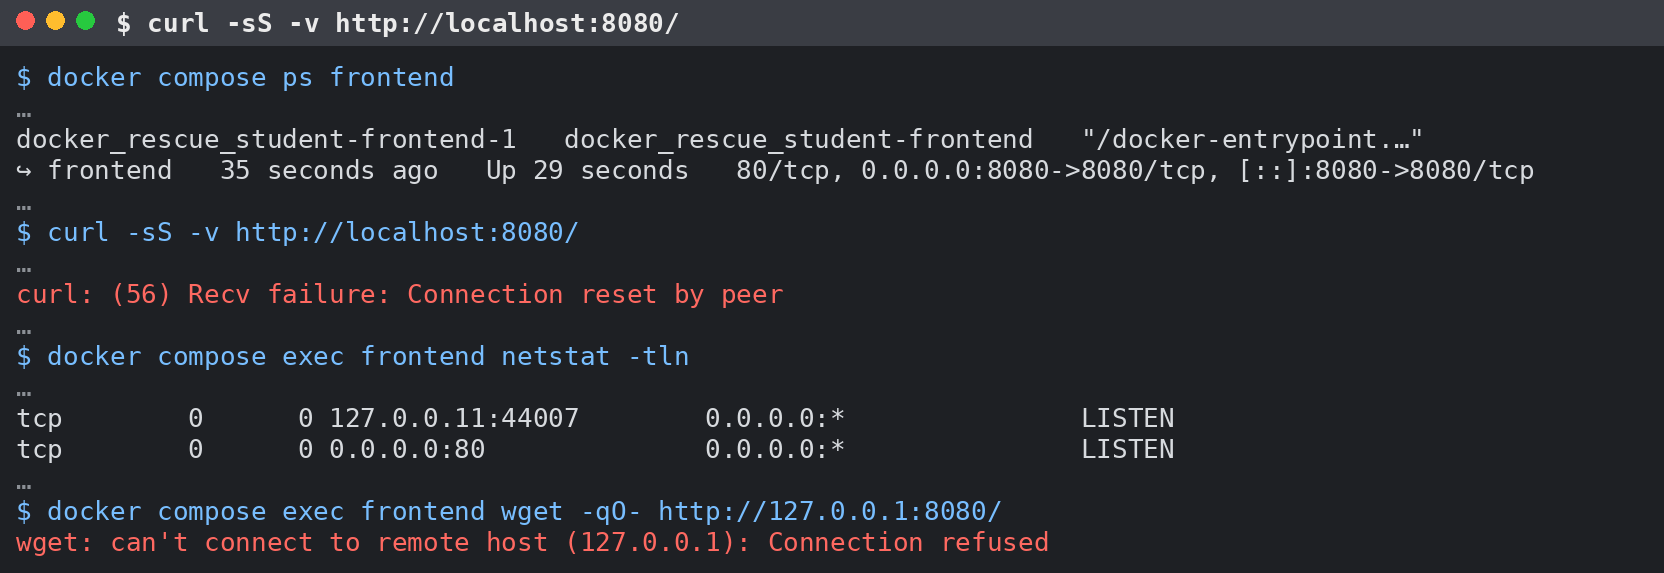 $ curl -sS -v http://localhost:8080/
$ docker compose ps frontend
…
docker_rescue_student-frontend-1   docker_rescue_student-frontend   "/docker-entrypoint.…"
↪ frontend   35 seconds ago   Up 29 seconds   80/tcp, 0.0.0.0:8080->8080/tcp, [::]:8080->8080/tcp
…
$ curl -sS -v http://localhost:8080/
…
curl: (56) Recv failure: Connection reset by peer
…
$ docker compose exec frontend netstat -tln
…
tcp        0      0 127.0.0.11:44007        0.0.0.0:*               LISTEN
tcp        0      0 0.0.0.0:80              0.0.0.0:*               LISTEN
…
$ docker compose exec frontend wget -qO- http://127.0.0.1:8080/
wget: can't connect to remote host (127.0.0.1): Connection refused